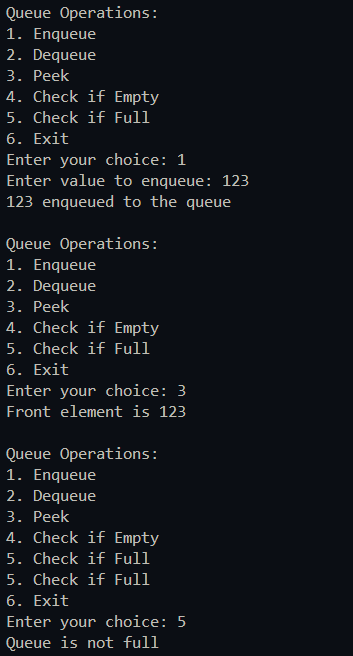 Queue Operations:
1. Enqueue
2. Dequeue
3. Peek
4. Check if Empty
5. Check if Full
6. Exit
Enter your choice: 1
Enter value to enqueue: 123
123 enqueued to the queue

Queue Operations:
1. Enqueue
2. Dequeue
3. Peek
4. Check if Empty
5. Check if Full
6. Exit
Enter your choice: 3
Front element is 123

Queue Operations:
1. Enqueue
2. Dequeue
3. Peek
4. Check if Empty
5. Check if Full
5. Check if Full
6. Exit
Enter your choice: 5
Queue is not full